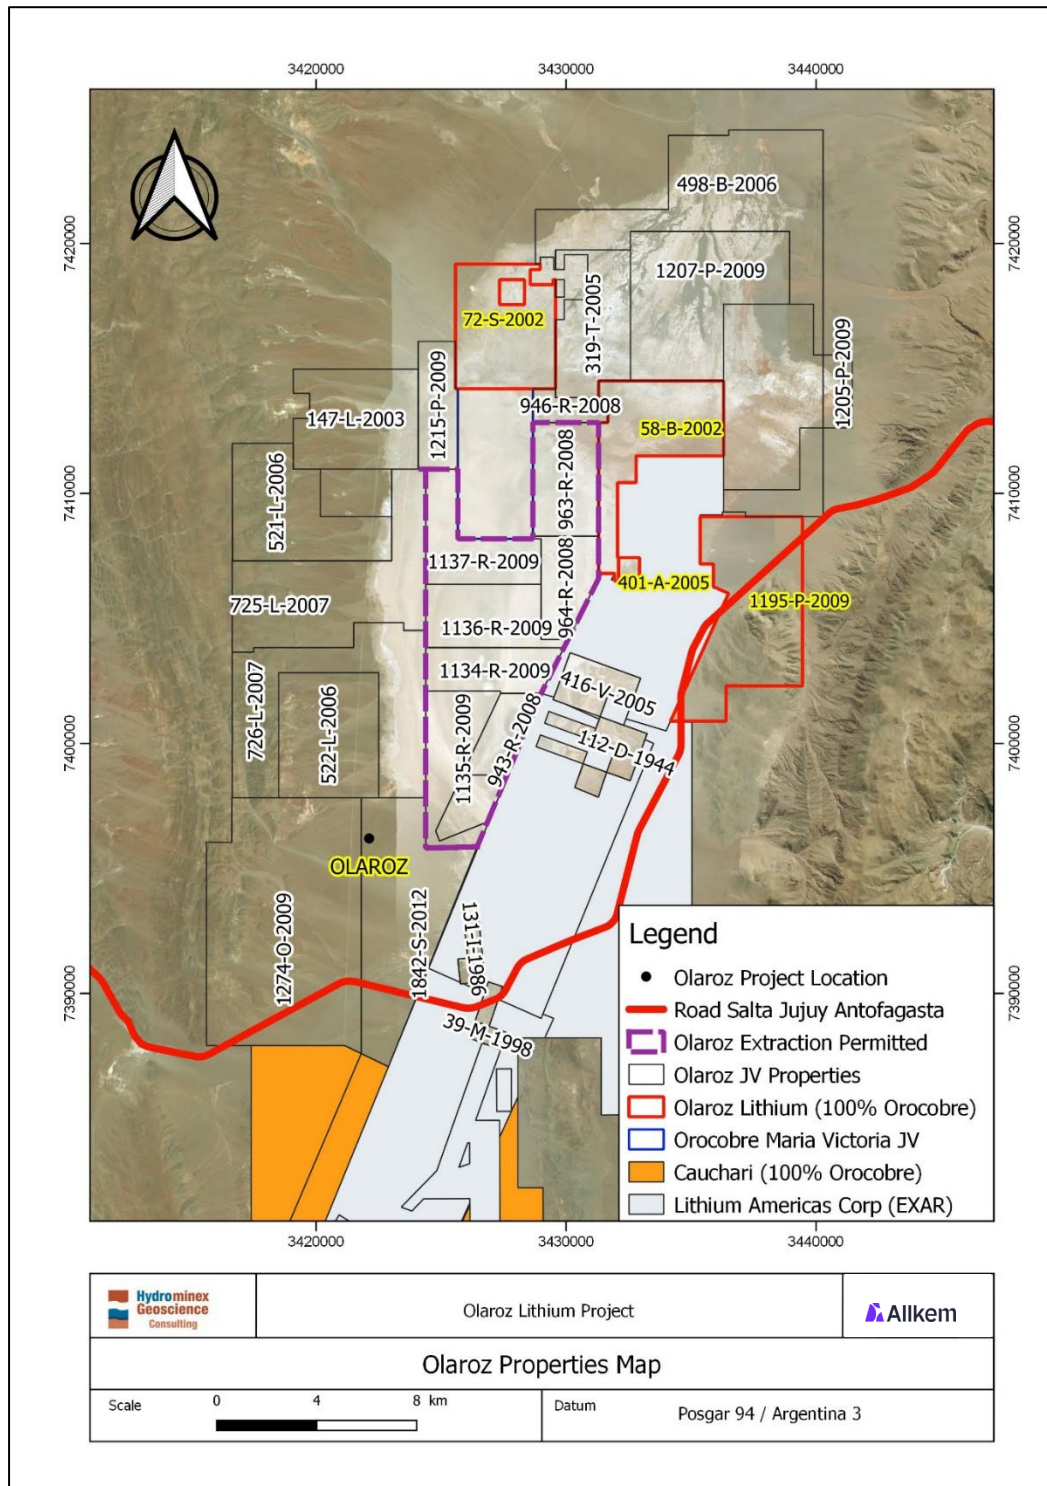 3420000
3430000
3440000
7420000
7420000
498-B-2006
1207-P-2009
319-T-2005
72-S-2002
1205-P-2009
1215-P-2009
946-R-2008
147-L-2003
58-B-2002
963-R-2008
7410000
7410000
521-L-2006
1137-R-2009
964-R-2008
401-A-2005
1195-P-2009
725-L-2007
1136-R-2009
1134-R-2009
416-V-2005
726-L-2007
522-L-2006
1135-R-2009
943-R-2008
112-D-1944
7400000
7400000
OLAROZ
1274-O-2009
1842-S-2012
131-I-1986
39-M-1998
7390000
7390000
Legend
Olaroz Project Location
Road Salta Jujuy Antofagasta
Olaroz Extraction Permitted
Olaroz JV Properties
Olaroz Lithium (100% Orocobre)
Orocobre Maria Victoria JV
Cauchari (100% Orocobre)
Lithium Americas Corp (EXAR)
3420000
3430000
3440000
Hydrominex
Geoscience
Consulting
Olaroz Lithium Project
Allkem
Olaroz Properties Map
Scale
0 4 8 km
Datum
Posgar 94 / Argentina 3